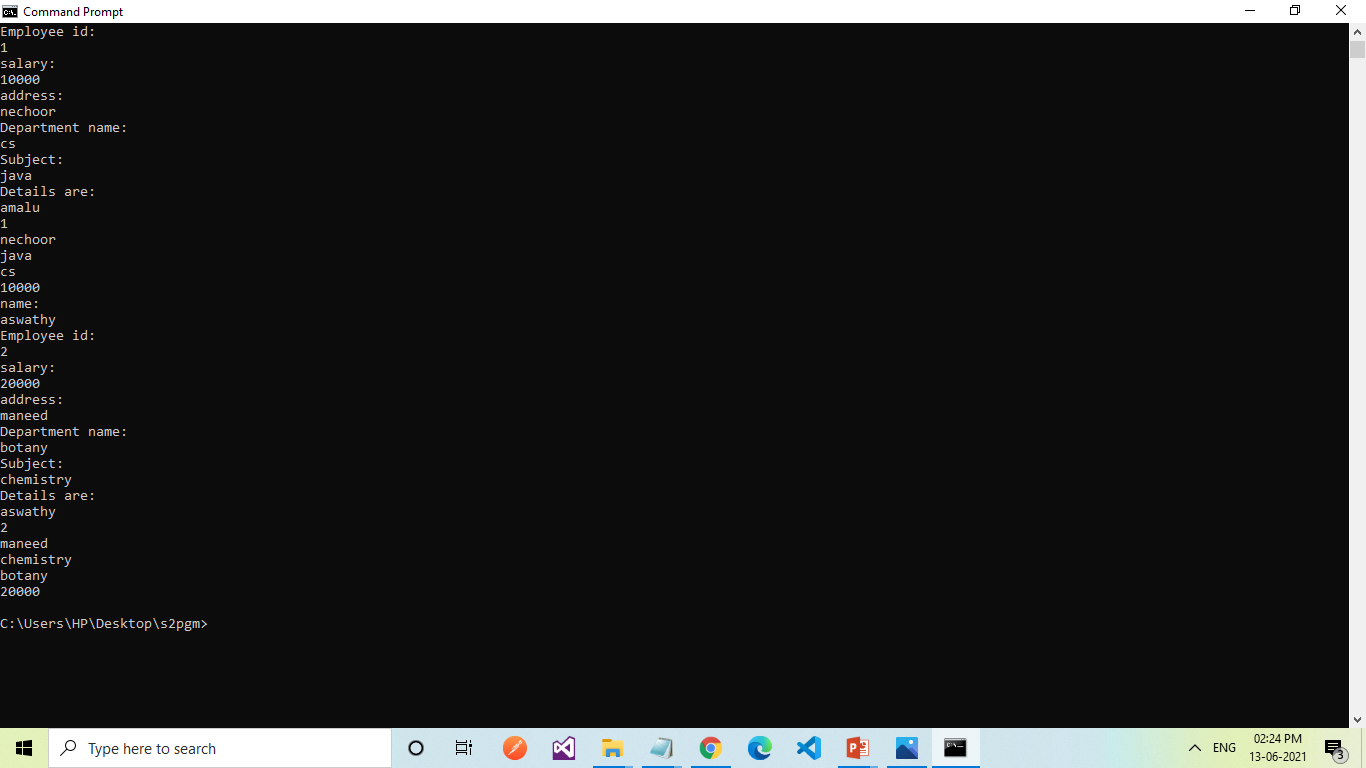 Command Prompt
Employee id:
1
salary:
10000
address:
nechoor
Department name:
cs
Subject:
java
Details are:
amalu
1
nechoor
java
cs
10000
name:
aswathy
Employee id:
2
salary:
20000
address:
maneed
Department name:
botany
Subject:
chemistry
Details are:
aswathy
2
maneed
chemistry
botany
20000
C:\Users\HP\Desktop\s2pgm>
Type here to search
ENG
02:24 PM
13-06-2021
3